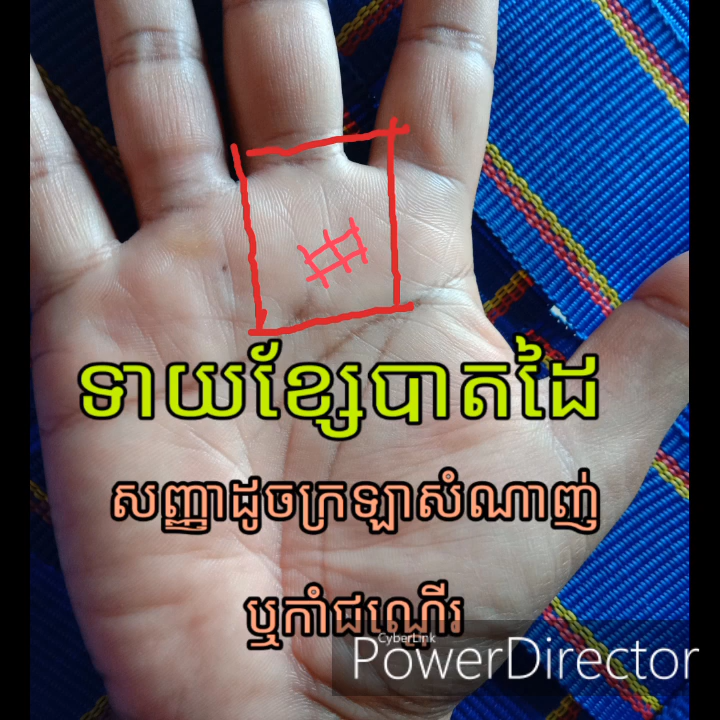 ទាយខ្សែបាតដៃ
សញ្ញាដូចក្រឡាសំណាញ់
ឬកាំជណ្ដើរ
CyberLink
PowerDirector